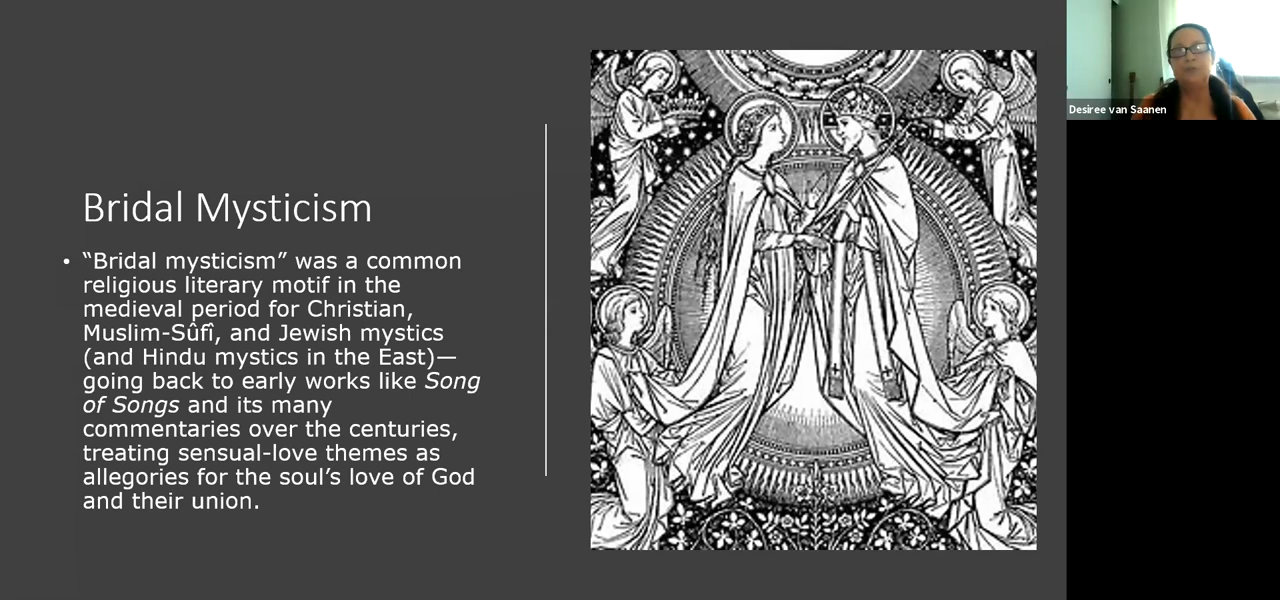 Bridal Mysticism
• “Bridal mysticism” was a common
religious literary motif in the
medieval period for Christian,
Muslim-Sûfî, and Jewish mystics
(and Hindu mystics in the East)—
going back to early works like Song
of Songs and its many
commentaries over the centuries,
treating sensual-love themes as
allegories for the soul’s love of God
and their union.
Desiree van Saanen